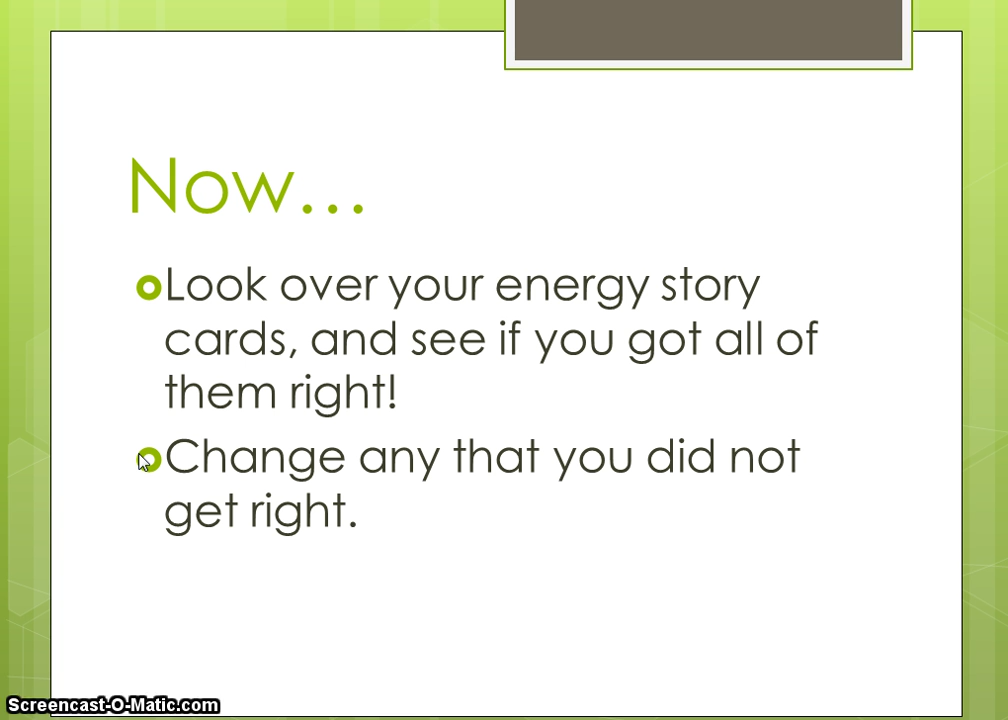 Now...
Look over your energy story
cards, and see if you got all of
them right!
Change any that you did not
get right.
Screencast-O-Matic.com